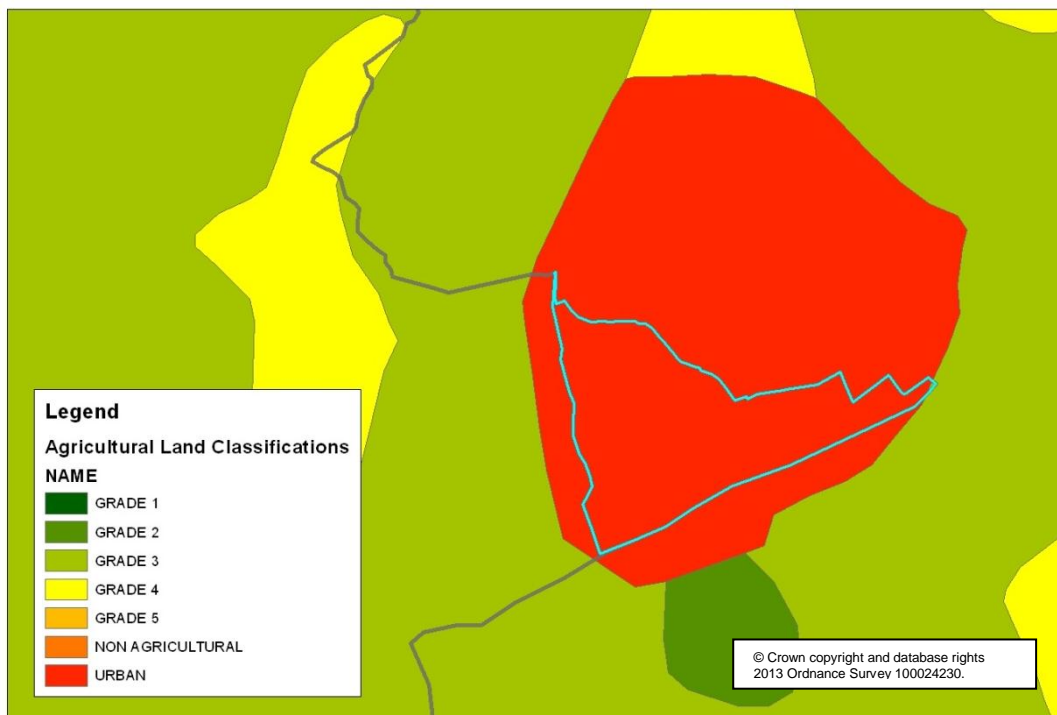 Legend
Agricultural Land Classifications
NAME
GRADE 1
GRADE 2
GRADE 3
GRADE 4
GRADE 5
NON AGRICULTURAL
URBAN
© Crown copyright and database rights
2013 Ordnance Survey 100024230.